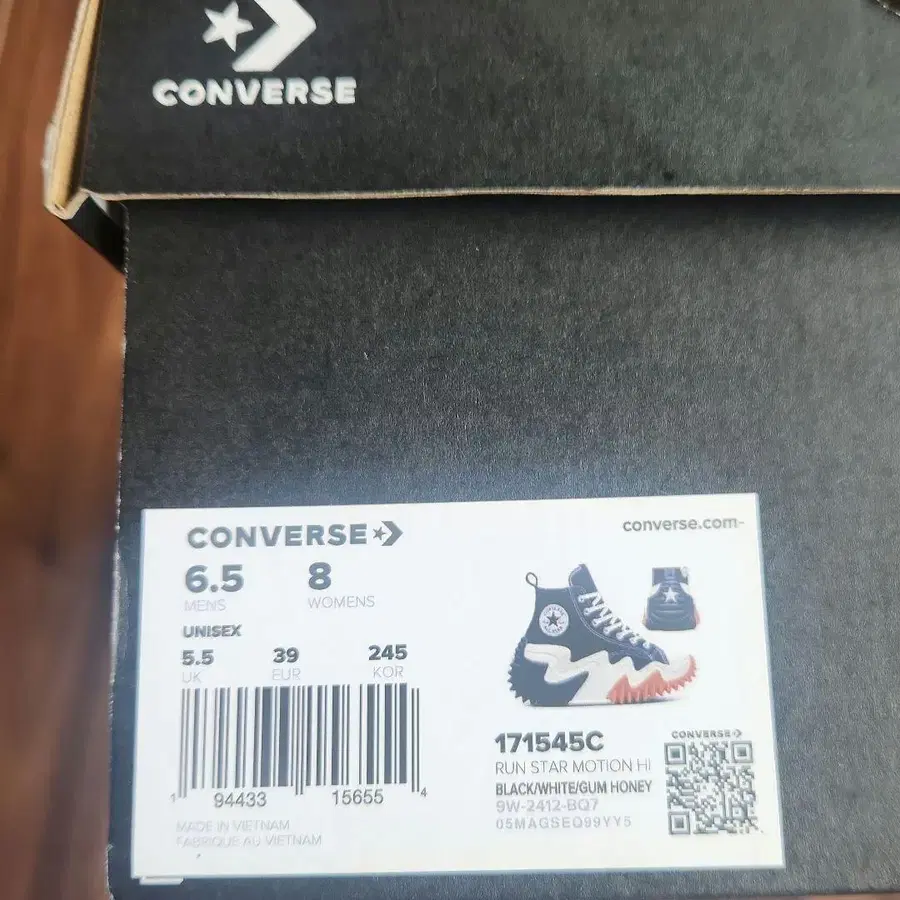 CONVERSE
CONVERSE
converse.com
6.5 8
MENS WOMENS
UNISEX
5.5 39 245
UK EUR KOR
1 94433 15655 4
MADE IN VIETNAM
FABRIQUE AU VIETNAM
171545C
RUN STAR MOTION HI
BLACK/WHITE/GUM HONEY
9W-2412-BQ7
05MAGSEQ99YY5
CONVERSE